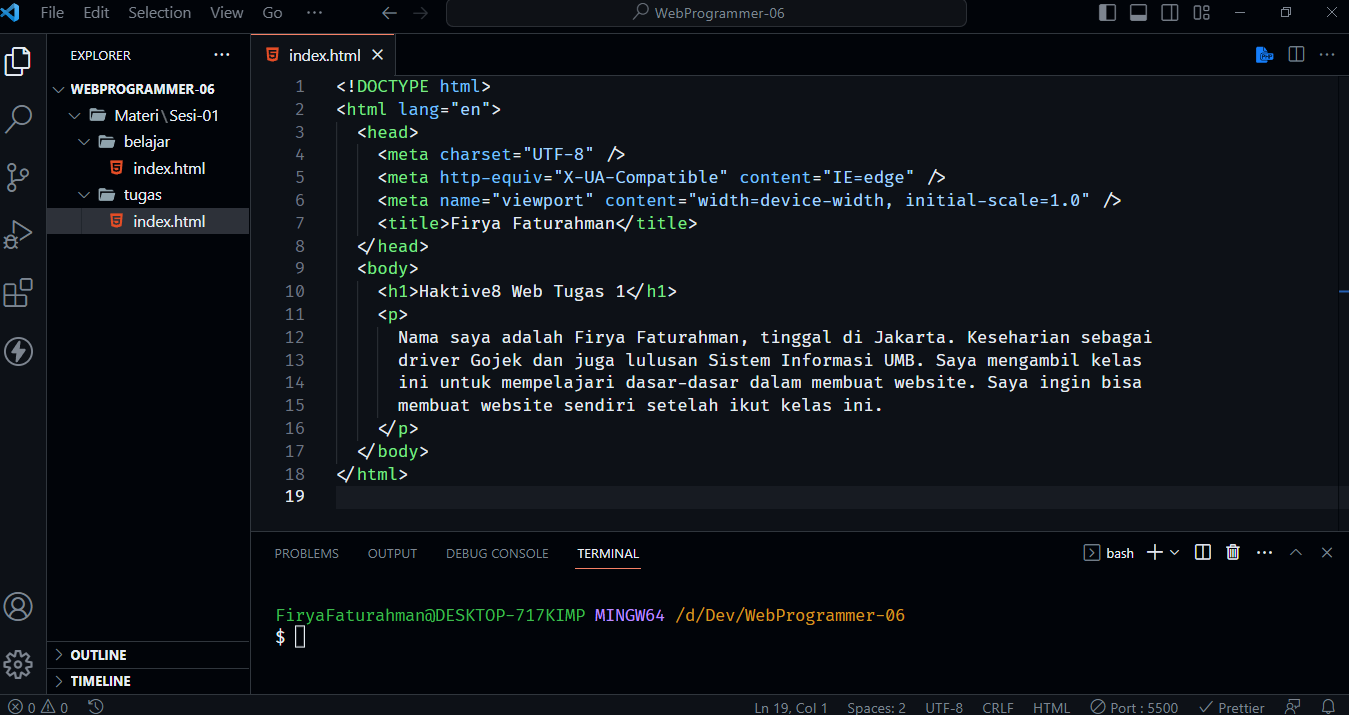 File Edit Selection View Go ··· WebProgrammer-06
EXPLORER ···
WEBPROGRAMMER-06
Materi\Sesi-01
belajar
index.html
tugas
index.html
OUTLINE
TIMELINE
index.html
1 <!DOCTYPE html>
2 <html lang="en">
3 <head>
4 <meta charset="UTF-8" />
5 <meta http-equiv="X-UA-Compatible" content="IE=edge" />
6 <meta name="viewport" content="width=device-width, initial-scale=1.0" />
7 <title>Firya Faturahman</title>
8 </head>
9 <body>
10 <h1>Haktive8 Web Tugas 1</h1>
11 <p>
12 Nama saya adalah Firya Faturahman, tinggal di Jakarta. Keseharian sebagai
13 driver Gojek dan juga lulusan Sistem Informasi UMB. Saya mengambil kelas
14 ini untuk mempelajari dasar-dasar dalam membuat website. Saya ingin bisa
15 membuat website sendiri setelah ikut kelas ini.
16 </p>
17 </body>
18 </html>
19
PROBLEMS OUTPUT DEBUG CONSOLE TERMINAL bash
FiryaFaturahman@DESKTOP-717KIMP MINGW64 /d/Dev/WebProgrammer-06
$
0 0 Ln 19, Col 1 Spaces: 2 UTF-8 CRLF HTML Port : 5500 Prettier